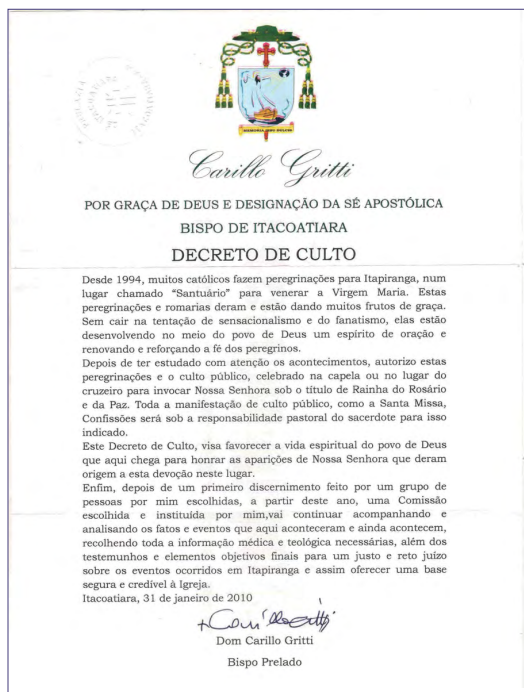 Carillo Gritti
POR GRAÇA DE DEUS E DESIGNAÇÃO DA SÉ APOSTÓLICA
BISPO DE ITACOATIARA
DECRETO DE CULTO
Desde 1994, muitos católicos fazem peregrinações para Itapiranga, num
lugar chamado “Santuário” para venerar a Virgem Maria. Estas
peregrinações e romarias deram e estão dando muitos frutos de graça.
Sem cair na tentação de sensacionalismo e do fanatismo, elas estão
desenvolvendo no meio do povo de Deus um espírito de oração e
renovando e reforçando a fé dos peregrinos.
Depois de ter estudado com atenção os acontecimentos, autorizo estas
peregrinações e o culto público, celebrado na capela ou no lugar do
cruzeiro para invocar Nossa Senhora sob o título de Rainha do Rosário
e da Paz. Toda a manifestação de culto público, como a Santa Missa,
Confissões será sob a responsabilidade pastoral do sacerdote para isso
indicado.
Este Decreto de Culto, visa favorecer a vida espiritual do povo de Deus
que aqui chega para honrar as aparições de Nossa Senhora que deram
origem a esta devoção neste lugar.
Enfim, depois de um primeiro discernimento feito por um grupo de
pessoas por mim escolhidas, a partir deste ano, uma Comissão
escolhida e instituída por mim,vai continuar acompanhando e
analisando os fatos e eventos que aqui aconteceram e ainda acontecem,
recolhendo toda a informação médica e teológica necessárias, além dos
testemunhos e elementos objetivos finais para um justo e reto juízo
sobre os eventos ocorridos em Itapiranga e assim oferecer uma base
segura e credível à Igreja.
Itacoatiara, 31 de janeiro de 2010
Dom Carillo Gritti
Bispo Prelado